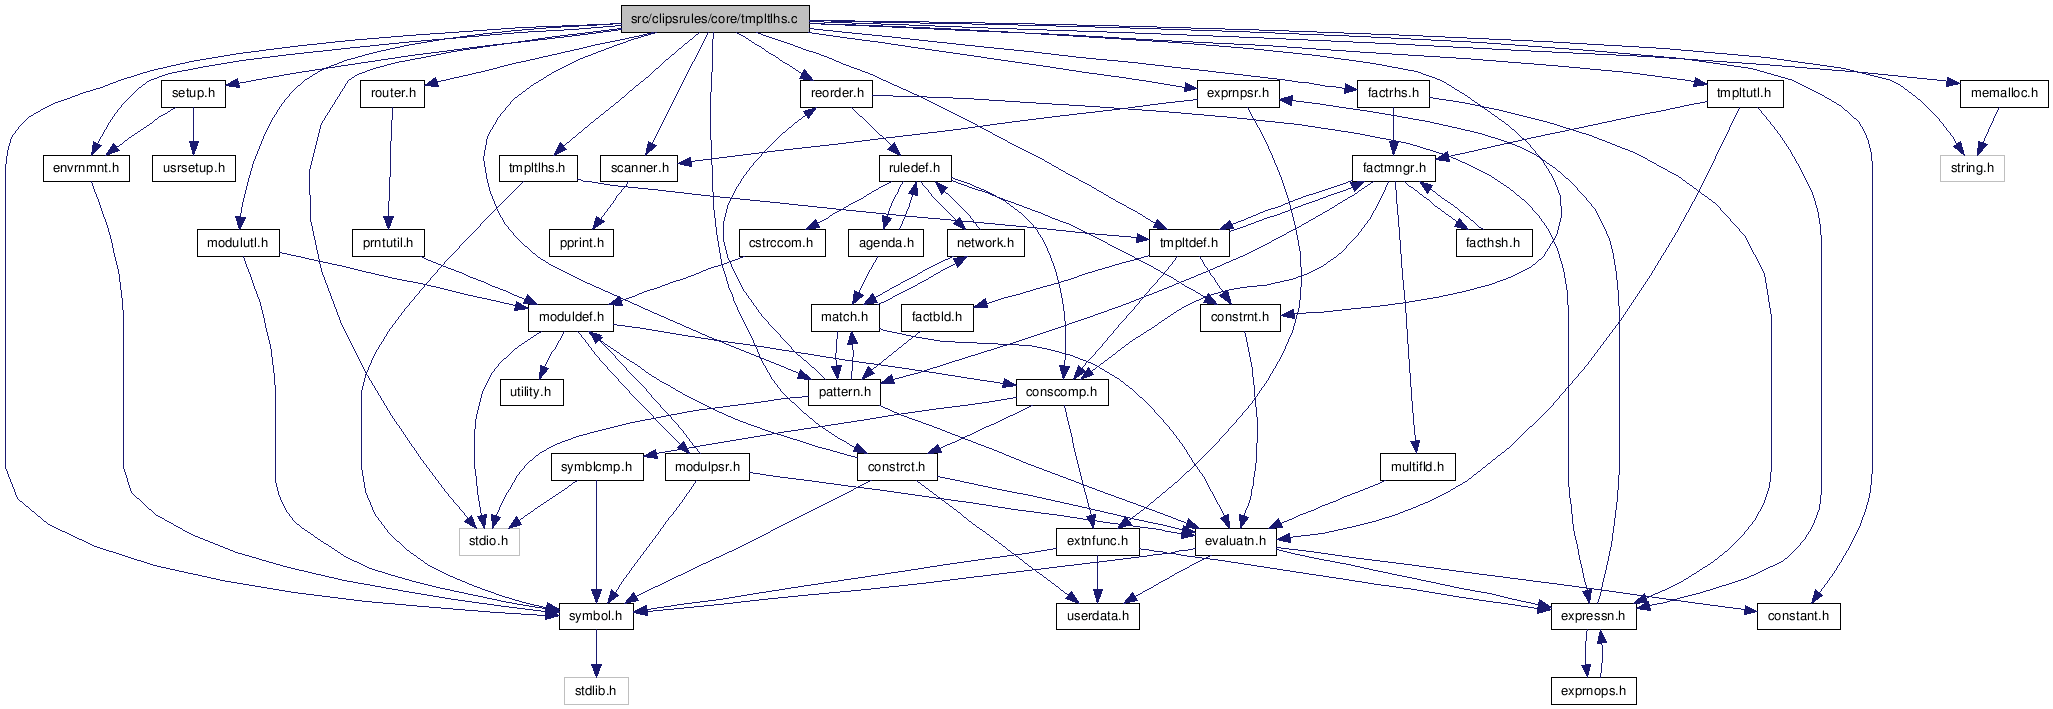 src/clipsrules/core/tmpltlhs.c
setup.h
router.h
reorder.h
exprnpsr.h
factrhs.h
tmpltutl.h
memalloc.h
envrnmnt.h
usrsetup.h
tmpltlhs.h
scanner.h
ruledef.h
factmngr.h
string.h
modulutl.h
prntutil.h
pprint.h
cstrccom.h
agenda.h
network.h
tmpltdef.h
facthsh.h
moduldef.h
match.h
factbld.h
constrnt.h
utility.h
pattern.h
conscomp.h
symblcmp.h
modulpsr.h
constrct.h
multifld.h
stdio.h
extnfunc.h
evaluatn.h
symbol.h
userdata.h
expressn.h
constant.h
stdlib.h
exprnops.h